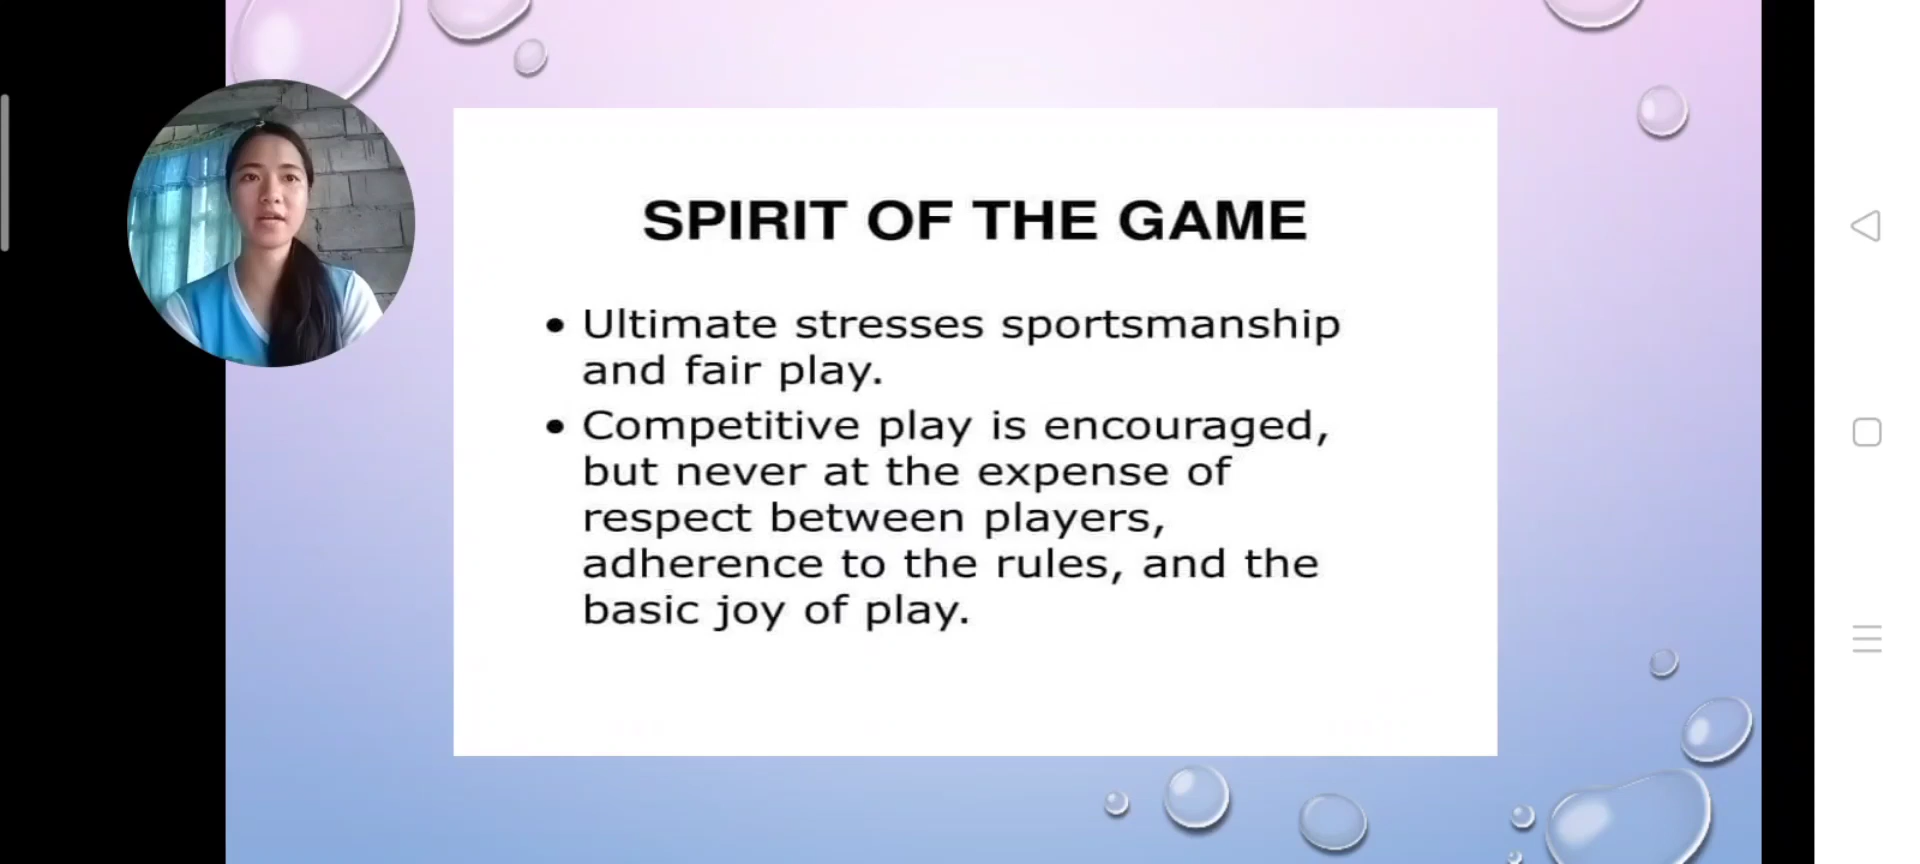 SPIRIT OF THE GAME
• Ultimate stresses sportsmanship
and fair play.
• Competitive play is encouraged,
but never at the expense of
respect between players,
adherence to the rules, and the
basic joy of play.